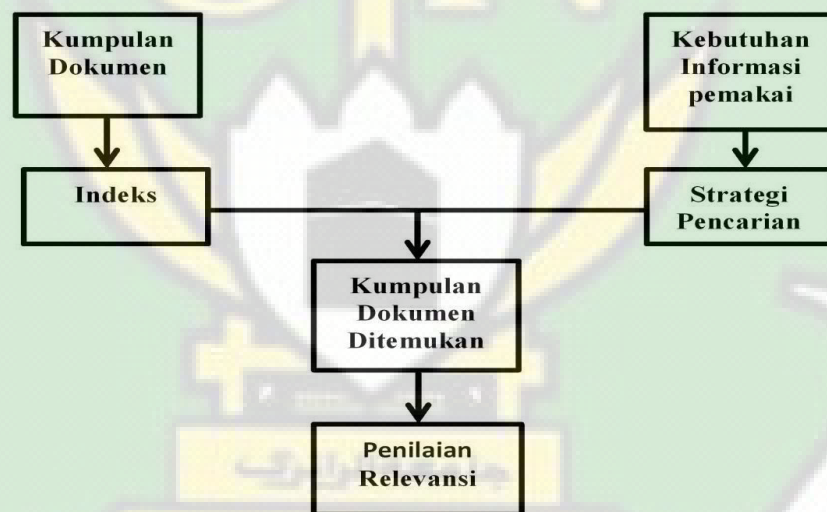 Kumpulan
Dokumen
Kebutuhan
Informasi
pemakai
Indeks
Strategi
Pencarian
Kumpulan
Dokumen
Ditemukan
Penilaian
Relevansi